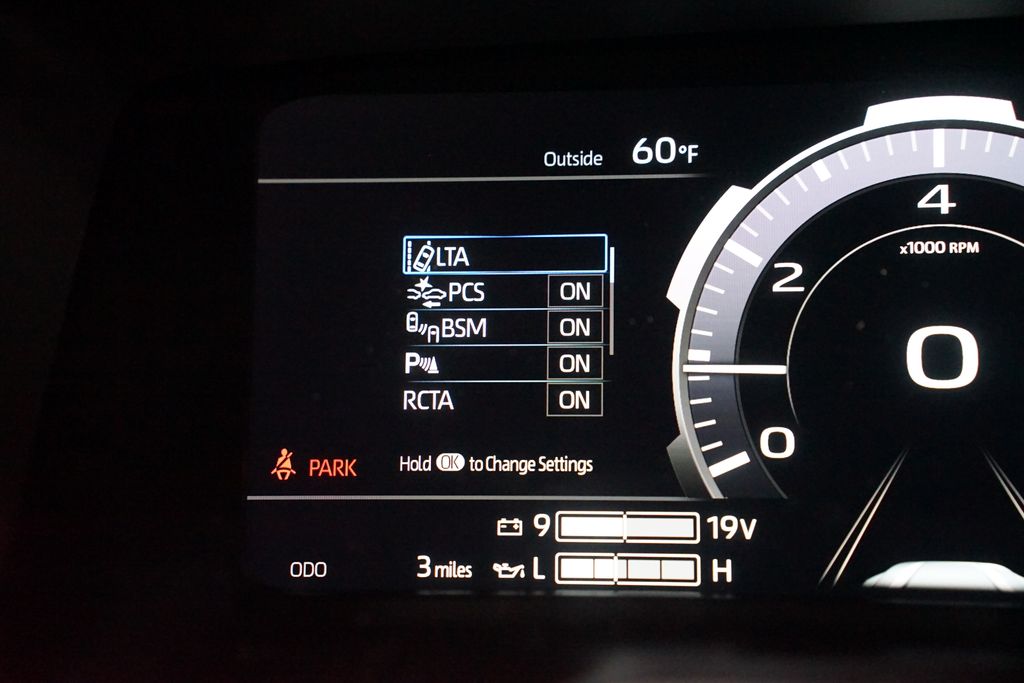 Outside 60°F
LTA
PCS ON
BSM ON
P ON
RCTA ON
PARK
Hold OK to Change Settings
4
x1000 RPM
2
0
0
9 19V
ODO 3 miles L H